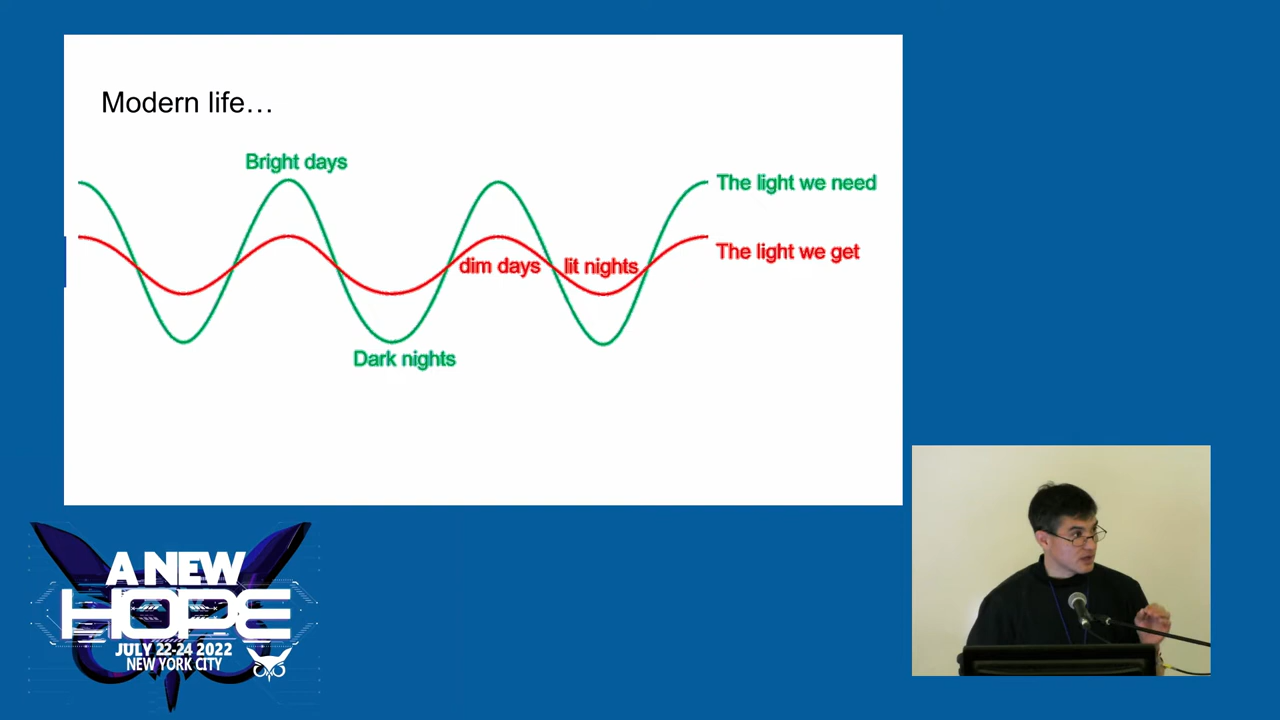 Modern life…
Bright days
The light we need
The light we get
dim days
lit nights
Dark nights
A NEW
HOPE
JULY 22-24 2022
NEW YORK CITY